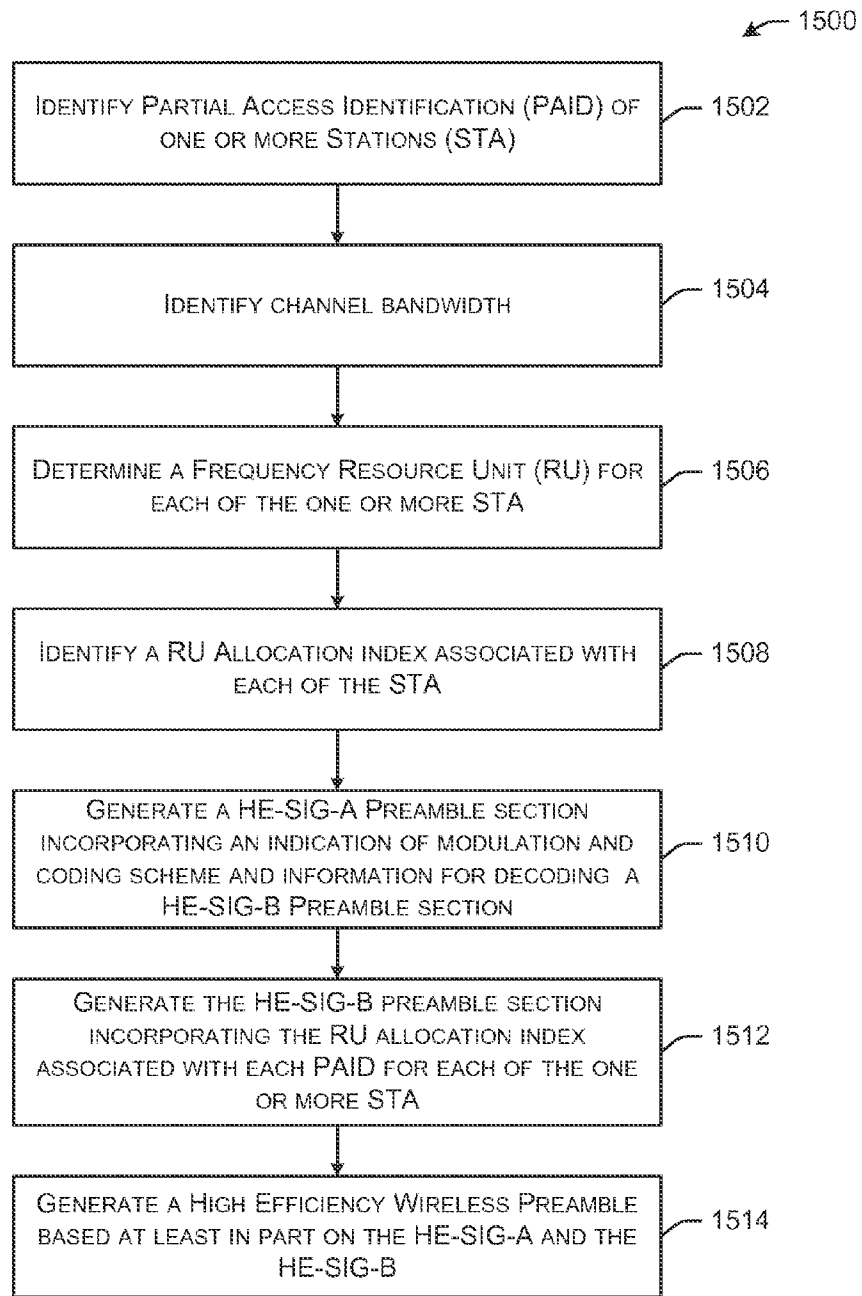 1500
IDENTIFY PARTIAL ACCESS IDENTIFICATION (PAID) OF
ONE OR MORE STATIONS (STA)
1502
IDENTIFY CHANNEL BANDWIDTH
1504
DETERMINE A FREQUENCY RESOURCE UNIT (RU) FOR
EACH OF THE ONE OR MORE STA
1506
IDENTIFY A RU ALLOCATION INDEX ASSOCIATED WITH
EACH OF THE STA
1508
GENERATE A HE-SIG-A PREAMBLE SECTION
INCORPORATING AN INDICATION OF MODULATION AND
CODING SCHEME AND INFORMATION FOR DECODING A
HE-SIG-B PREAMBLE SECTION
1510
GENERATE THE HE-SIG-B PREAMBLE SECTION
INCORPORATING THE RU ALLOCATION INDEX
ASSOCIATED WITH EACH PAID FOR EACH OF THE ONE
OR MORE STA
1512
GENERATE A HIGH EFFICIENCY WIRELESS PREAMBLE
BASED AT LEAST IN PART ON THE HE-SIG-A AND THE
HE-SIG-B
1514